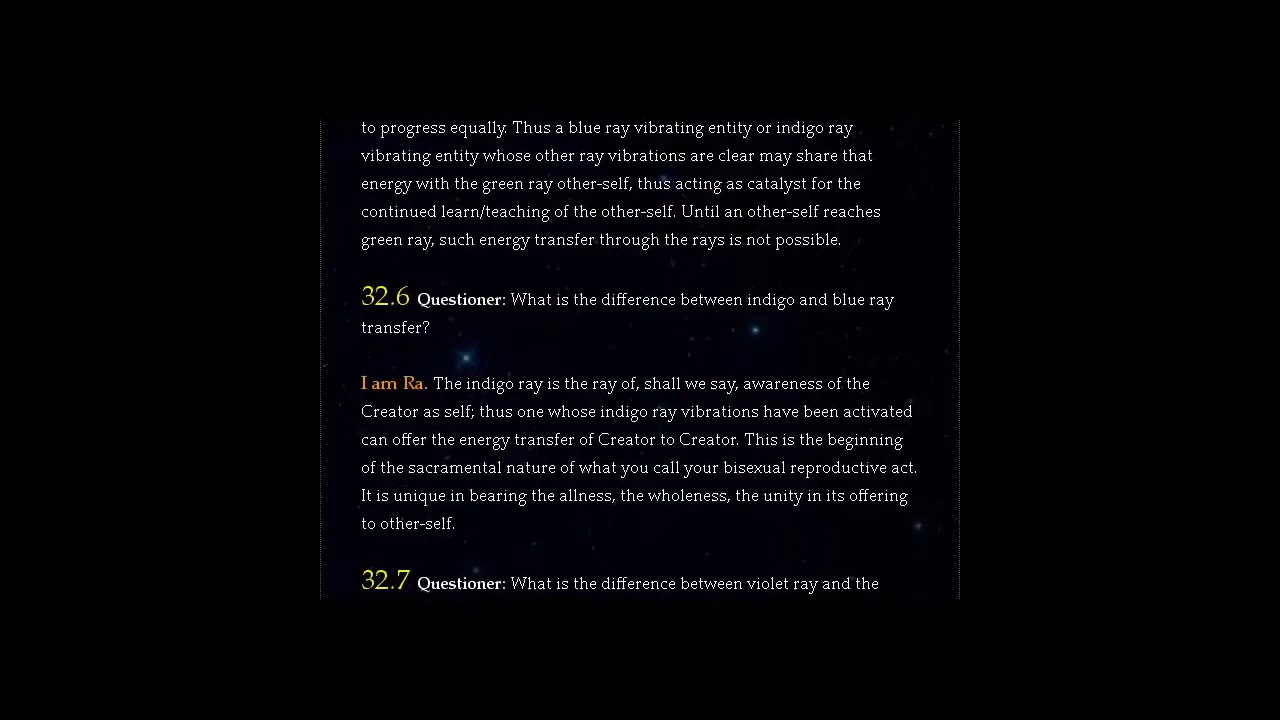 to progress equally. Thus a blue ray vibrating entity or indigo ray
vibrating entity whose other ray vibrations are clear may share that
energy with the green ray other-self, thus acting as catalyst for the
continued learn/teaching of the other-self. Until an other-self reaches
green ray, such energy transfer through the rays is not possible.
32.6 Questioner: What is the difference between indigo and blue ray
transfer?
I am Ra. The indigo ray is the ray of, shall we say, awareness of the
Creator as self; thus one whose indigo ray vibrations have been activated
can offer the energy transfer of Creator to Creator. This is the beginning
of the sacramental nature of what you call your bisexual reproductive act.
It is unique in bearing the allness, the wholeness, the unity in its offering
to other-self.
32.7 Questioner: What is the difference between violet ray and the